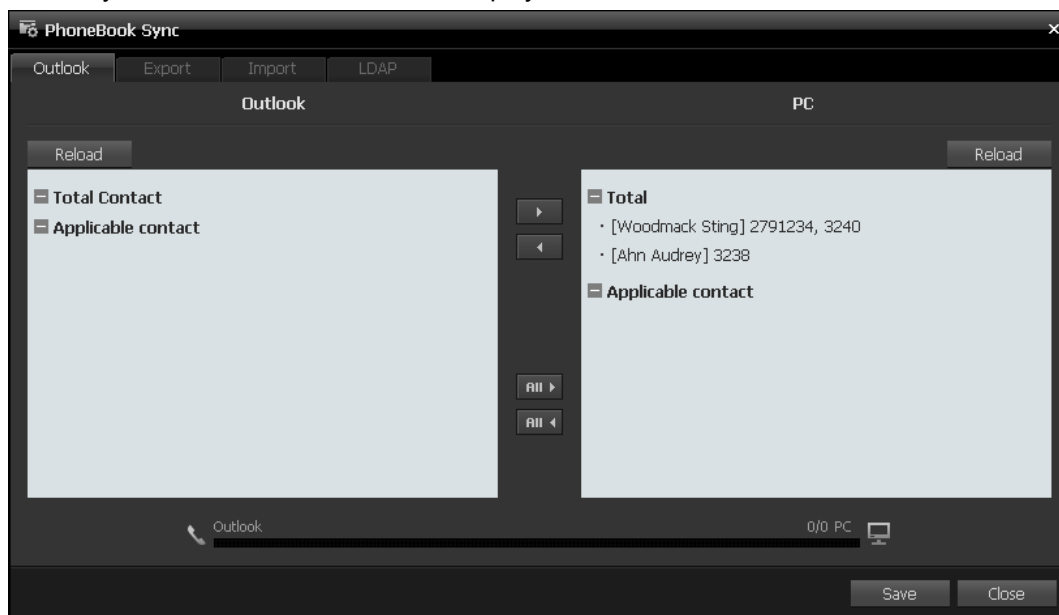 PhoneBook Sync
Outlook Export Import LDAP
Outlook PC
Reload Reload
Total Contact
Applicable contact
Total
· [Woodmack Sting] 2791234, 3240
· [Ahn Audrey] 3238
Applicable contact
All
All
Outlook 0/0 PC
Save Close